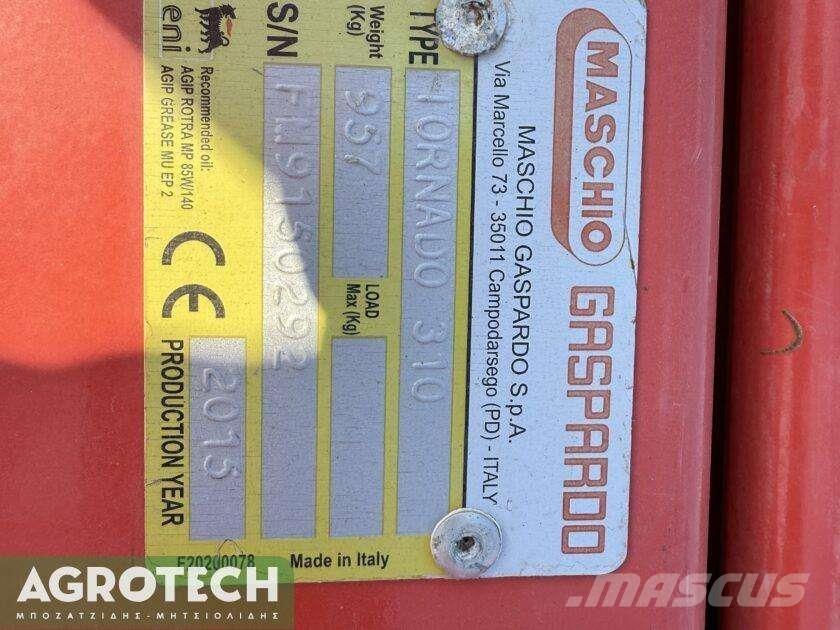 MASCHIO
GASPARDO
MASCHIO GASPARDO S.p.A.
Via Marcello 73 - 35011 Campodarsego (PD) - ITALY
TYPE TORNADO 310
Weight (Kg) 957
LOAD Max (Kg)
S/N FM9150292
eni
Recommended oil:
AGIP ROTRA MP 85W/140
AGIP GREASE MU EP 2
CE
PRODUCTION YEAR 2015
F20200078
Made in Italy
AGROTECH
ΜΠΟΖΑΤΖΙΔΗΣ-ΜΗΤΣΙΟΛΙΔΗΣ
MASCUS